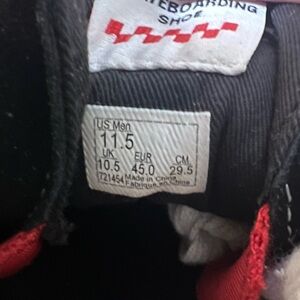 SHOE
US Men
11.5
UK EUR CM
10.5 45.0 29.5
721454 Made in China
Fabriqué en Chine